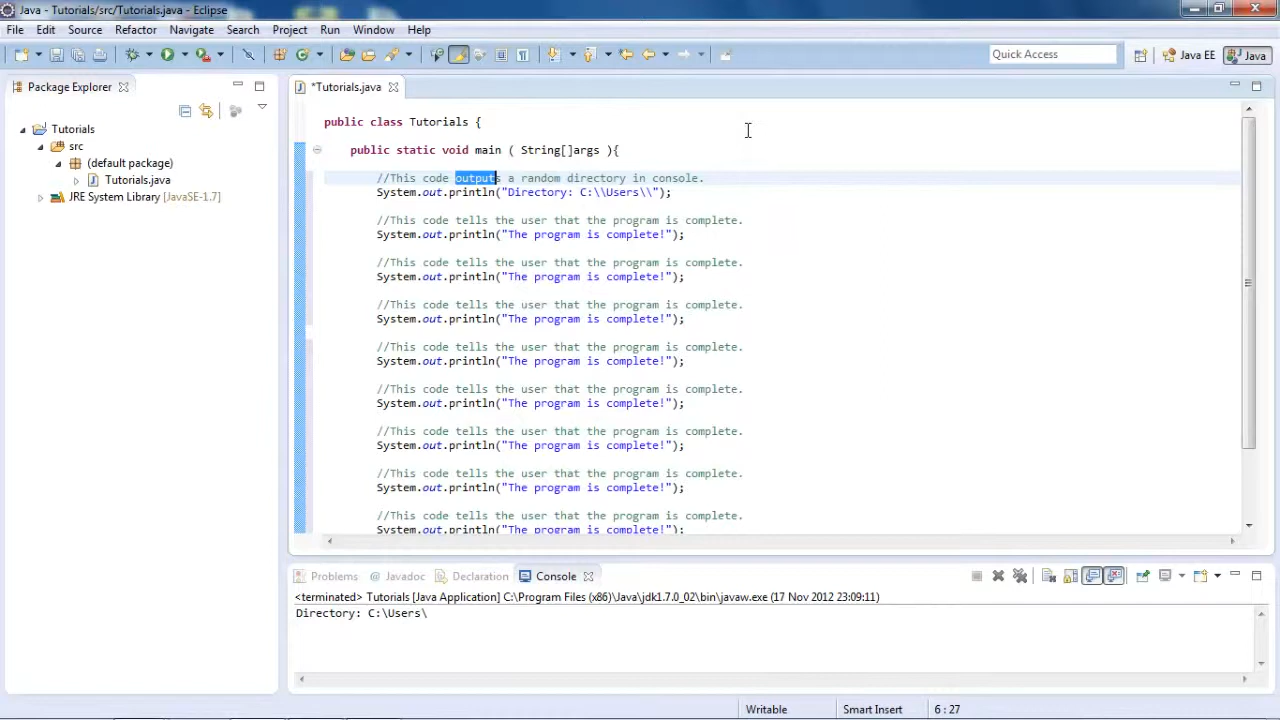 Java - Tutorials/src/Tutorials.java - Eclipse
File Edit Source Refactor Navigate Search Project Run Window Help
Quick Access Java EE Java
Package Explorer
Tutorials
src
(default package)
Tutorials.java
JRE System Library [JavaSE-1.7]
*Tutorials.java
public class Tutorials {
public static void main ( String[]args ){
//This code outputs a random directory in console.
System.out.println("Directory: C:\\Users\\");
//This code tells the user that the program is complete.
System.out.println("The program is complete!");
//This code tells the user that the program is complete.
System.out.println("The program is complete!");
//This code tells the user that the program is complete.
System.out.println("The program is complete!");
//This code tells the user that the program is complete.
System.out.println("The program is complete!");
//This code tells the user that the program is complete.
System.out.println("The program is complete!");
//This code tells the user that the program is complete.
System.out.println("The program is complete!");
//This code tells the user that the program is complete.
System.out.println("The program is complete!");
//This code tells the user that the program is complete.
System.out.println("The program is complete!");
Problems Javadoc Declaration Console
<terminated> Tutorials [Java Application] C:\Program Files (x86)\Java\jdk1.7.0_02\bin\javaw.exe (17 Nov 2012 23:09:11)
Directory: C:\Users\
Writable Smart Insert 6 : 27